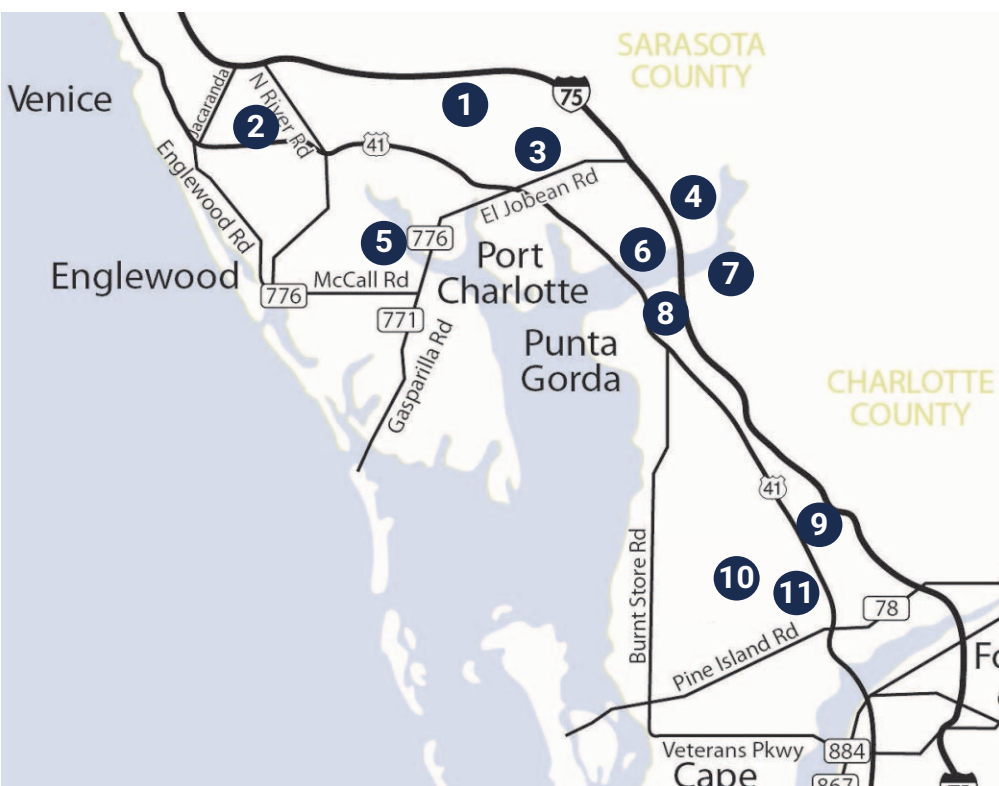 SARASOTA
COUNTY
Venice
Jacaranda
N River Rd
1
75
2
41
3
Englewood Rd
El Jobean Rd
4
5
776
6
Port
Charlotte
7
Englewood
McCall Rd
776
771
8
Gasparilla Rd
Punta
Gorda
CHARLOTTE
COUNTY
41
9
Burnt Store Rd
10
11
78
Pine Island Rd
Veterans Pkwy
884
Cape
867